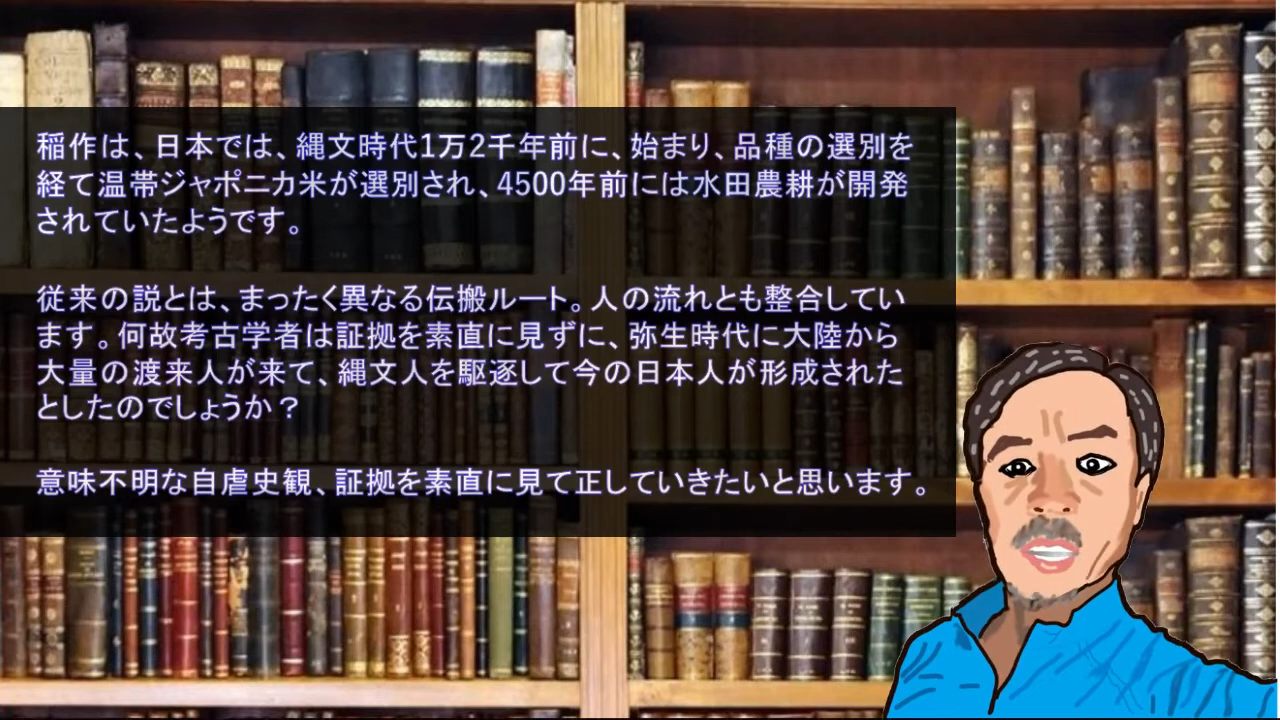 稲作は、日本では、縄文時代1万2千年前に、始まり、品種の選別を
経て温帯ジャポニカ米が選別され、4500年前には水田農耕が開発
されていたようです。
従来の説とは、まったく異なる伝搬ルート。人の流れとも整合してい
ます。何故考古学者は証拠を素直に見ずに、弥生時代に大陸から
大量の渡来人が来て、縄文人を駆逐して今の日本人が形成された
としたのでしょうか？
意味不明な自虐史観、証拠を素直に見て正していきたいと思います。